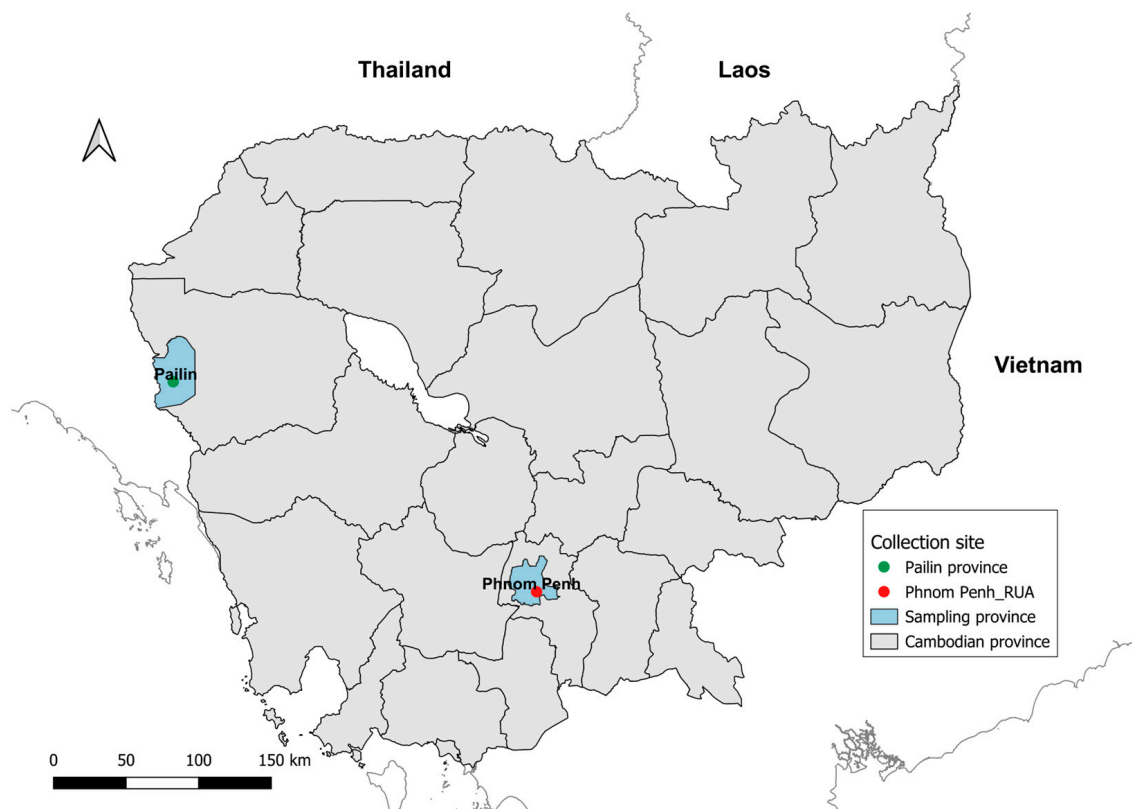 Thailand
Laos
Vietnam
Pailin
Phnom Penh
Collection site
Pailin province
Phnom Penh_RUA
Sampling province
Cambodian province
0 50 100 150 km